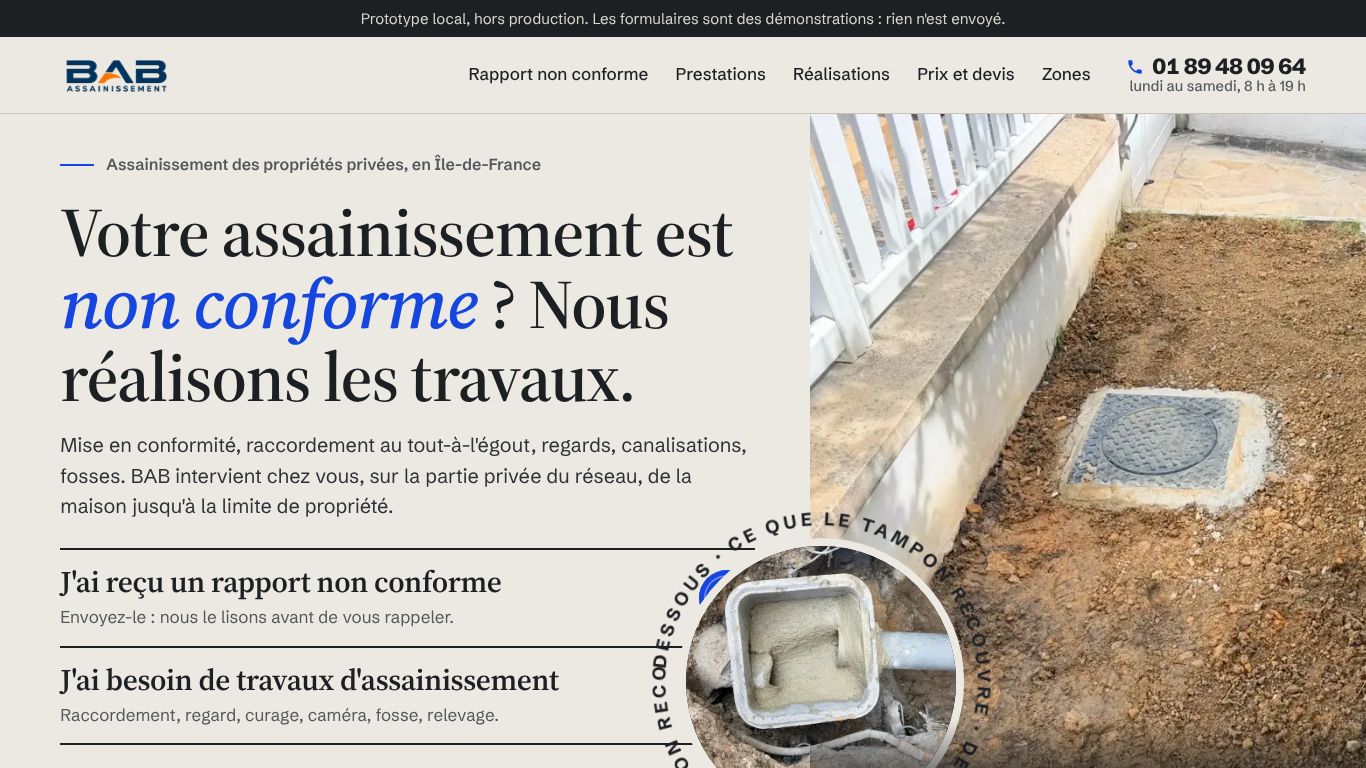 Prototype local, hors production. Les formulaires sont des démonstrations : rien n'est envoyé.
BAB
ASSAINISSEMENT
Rapport non conforme
Prestations
Réalisations
Prix et devis
Zones
01 89 48 09 64
lundi au samedi, 8 h à 19 h
Assainissement des propriétés privées, en Île-de-France
Votre assainissement est
non conforme ? Nous
réalisons les travaux.
Mise en conformité, raccordement au tout-à-l'égout, regards, canalisations,
fosses. BAB intervient chez vous, sur la partie privée du réseau, de la
maison jusqu'à la limite de propriété.
J'ai reçu un rapport non conforme
Envoyez-le : nous le lisons avant de vous rappeler.
J'ai besoin de travaux d'assainissement
Raccordement, regard, curage, caméra, fosse, relevage.
DESSOUS · CE QUE LE TAMPON RECOUVRE ·